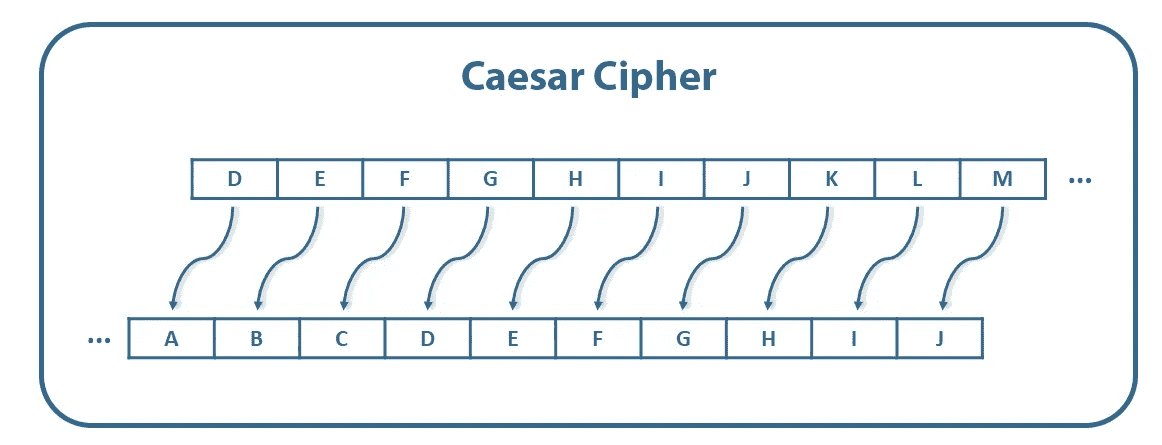 Caesar Cipher
D E F G H I J K L M ...
... A B C D E F G H I J